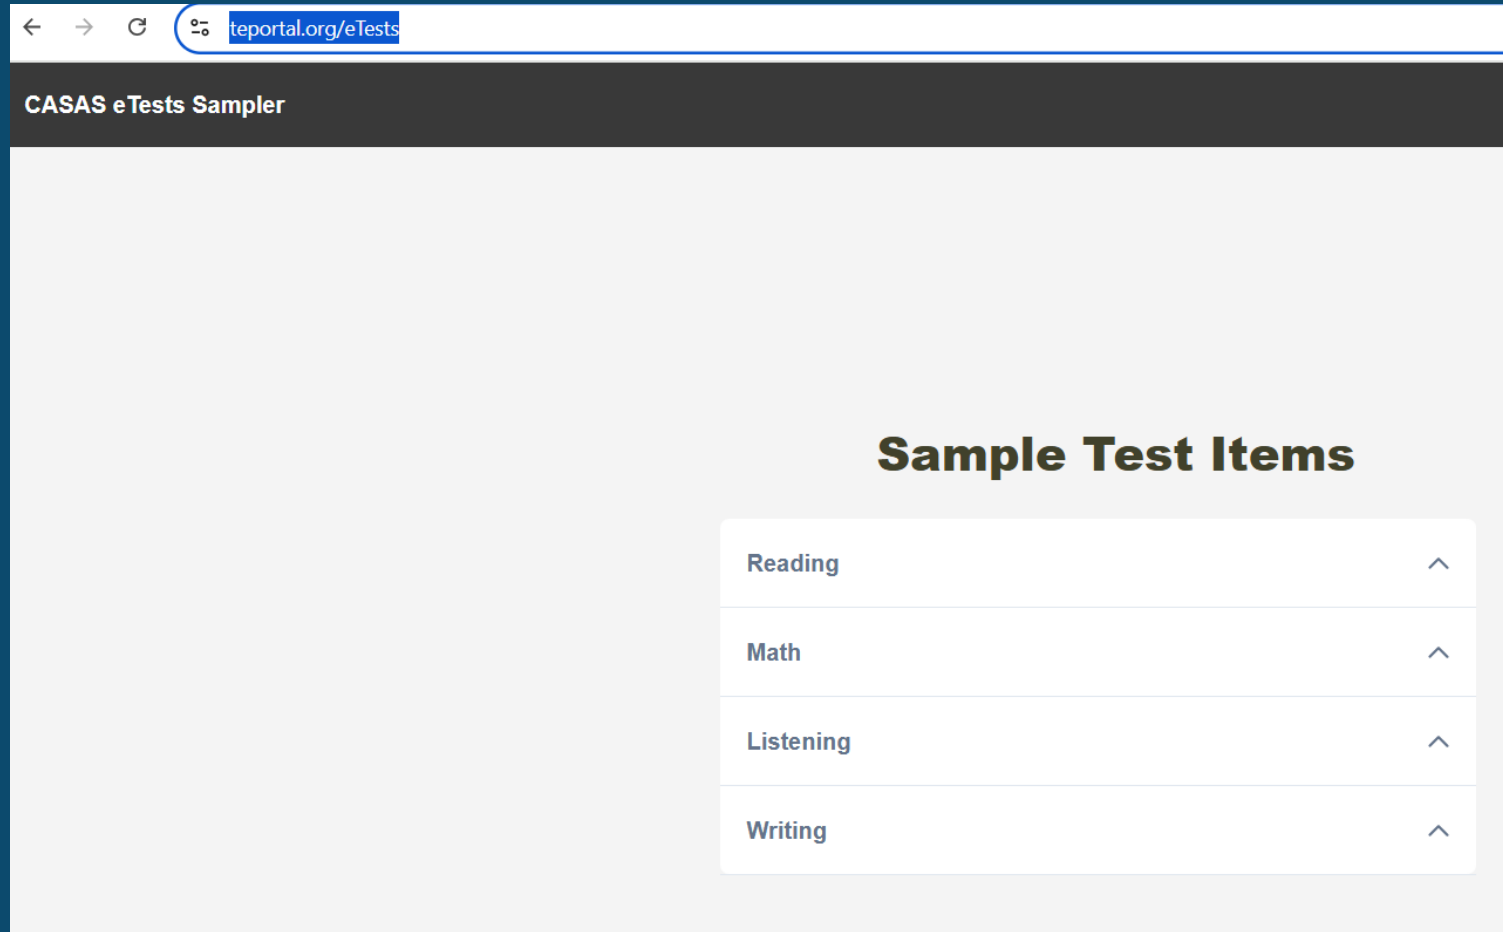 teportal.org/eTests
CASAS eTests Sampler
Sample Test Items
Reading
Math
Listening
Writing